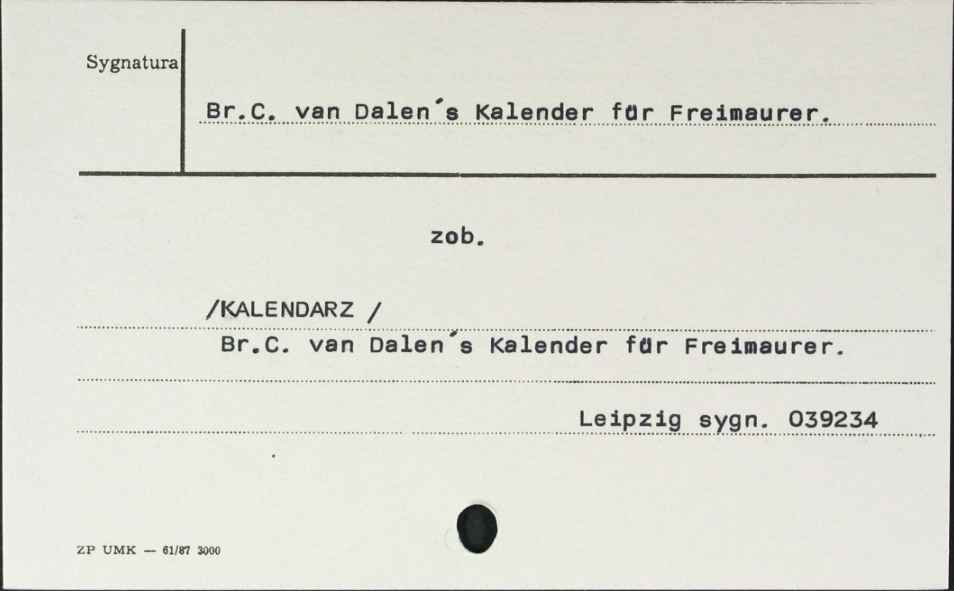 Sygnatura
Br.C. van Dalen´s Kalender für Freimaurer.
zob.
/KALENDARZ /
Br.C. van Dalen´s Kalender für Freimaurer.
Leipzig sygn. 039234
ZP UMK — 61/87 3000